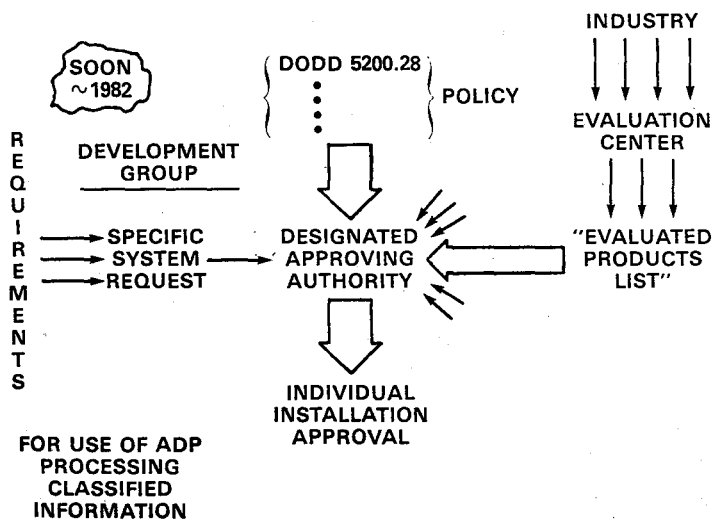 SOON
~1982
{ DODD 5200.28 } POLICY
INDUSTRY
EVALUATION
CENTER
REQUIREMENTS
DEVELOPMENT
GROUP
SPECIFIC
SYSTEM
REQUEST
DESIGNATED
APPROVING
AUTHORITY
"EVALUATED
PRODUCTS
LIST"
INDIVIDUAL
INSTALLATION
APPROVAL
FOR USE OF ADP
PROCESSING
CLASSIFIED
INFORMATION